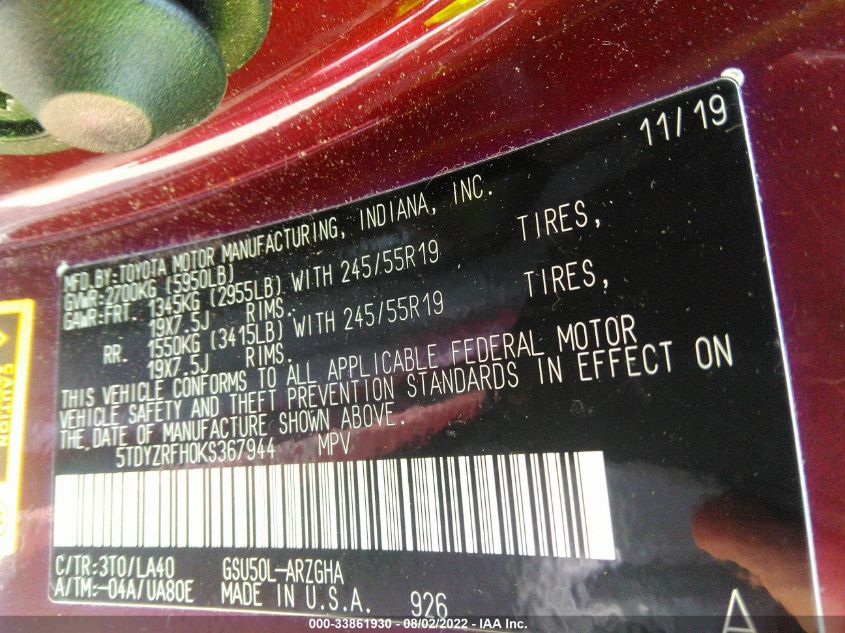 11/19
MFD.BY:TOYOTA MOTOR MANUFACTURING, INDIANA, INC.
GVWR:2700KG (5950LB)
GAWR:FRT. 1345KG (2955LB) WITH 245/55R19 TIRES,
19X7.5J RIMS.
RR. 1550KG (3415LB) WITH 245/55R19 TIRES,
19X7.5J RIMS.
THIS VEHICLE CONFORMS TO ALL APPLICABLE FEDERAL MOTOR
VEHICLE SAFETY AND THEFT PREVENTION STANDARDS IN EFFECT ON
THE DATE OF MANUFACTURE SHOWN ABOVE.
5TDYZRFH0KS367944 MPV
C/TR:3T0/LA40 GSU50L-ARZGHA
A/TM:-04A/UA80E MADE IN U.S.A. 926
A
CAUTION
000-33861930 - 08/02/2022 - IAA Inc.